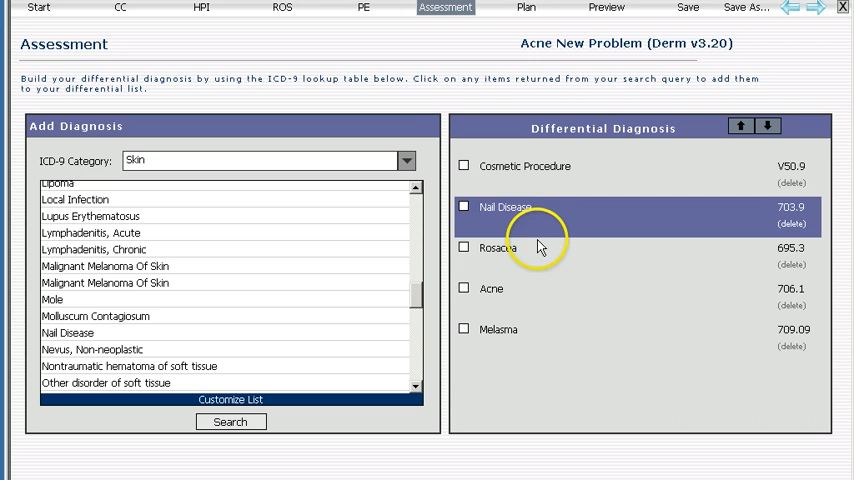 Start CC HPI ROS PE Assessment Plan Preview Save Save As... X
Assessment
Acne New Problem (Derm v3.20)
Build your differential diagnosis by using the ICD-9 lookup table below. Click on any items returned from your search query to add them
to your differential list.
Add Diagnosis
ICD-9 Category: Skin
Lipoma
Local Infection
Lupus Erythematosus
Lymphadenitis, Acute
Lymphadenitis, Chronic
Malignant Melanoma Of Skin
Malignant Melanoma Of Skin
Mole
Molluscum Contagiosum
Nail Disease
Nevus, Non-neoplastic
Nontraumatic hematoma of soft tissue
Other disorder of soft tissue
Customize List
Search
Differential Diagnosis
Cosmetic Procedure V50.9
(delete)
Nail Disease 703.9
(delete)
Rosacea 695.3
(delete)
Acne 706.1
(delete)
Melasma 709.09
(delete)